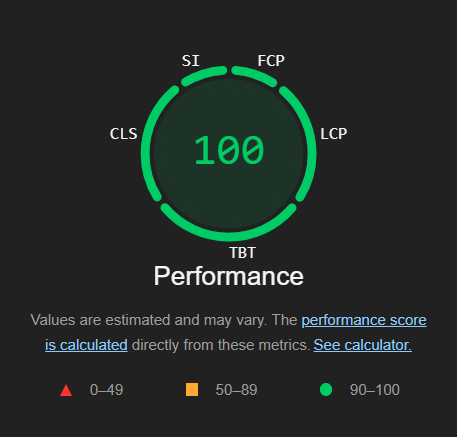 SI
FCP
CLS
100
LCP
TBT
Performance
Values are estimated and may vary. The performance score
is calculated directly from these metrics. See calculator.
0–49
50–89
90–100